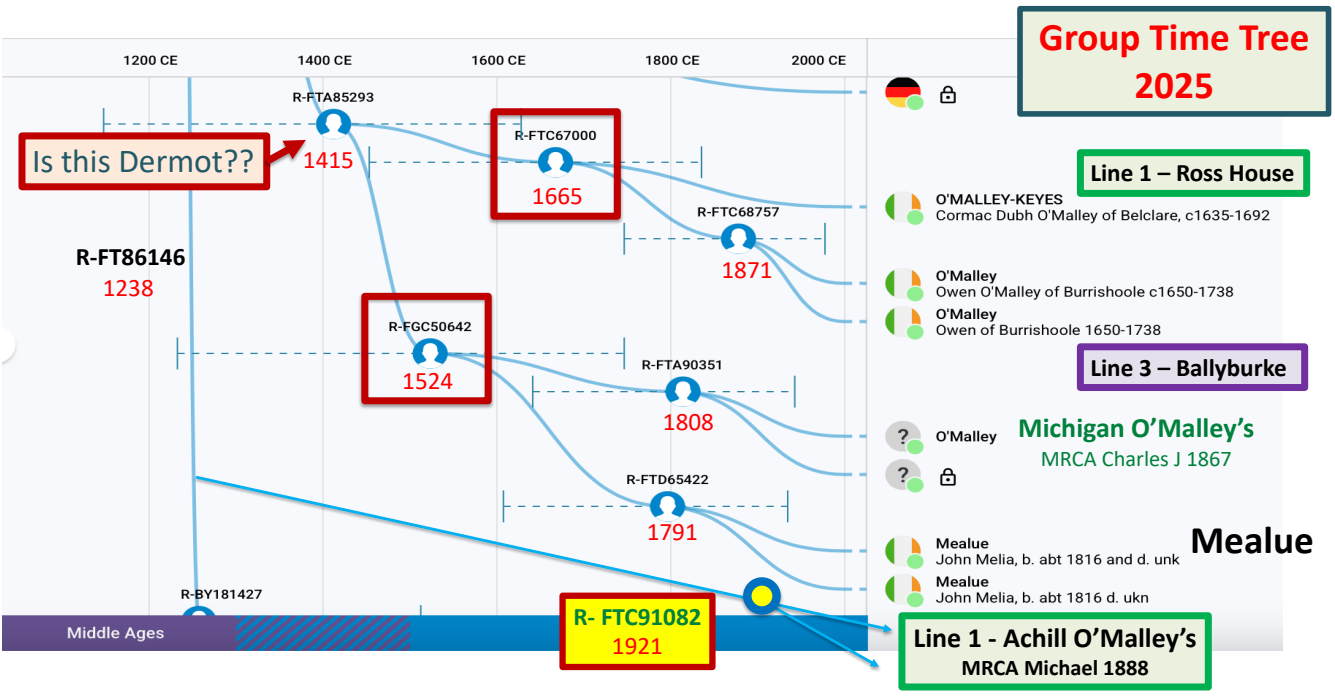 Group Time Tree
2025
1200 CE
1400 CE
1600 CE
1800 CE
2000 CE
R-FTA85293
1415
Is this Dermot??
R-FTC67000
1665
Line 1 – Ross House
O'MALLEY-KEYES
Cormac Dubh O'Malley of Belclare, c1635-1692
R-FTC68757
1871
R-FT86146
1238
O'Malley
Owen O'Malley of Burrishoole c1650-1738
O'Malley
Owen of Burrishoole 1650-1738
R-FGC50642
1524
Line 3 – Ballyburke
R-FTA90351
1808
? O'Malley
Michigan O’Malley’s
MRCA Charles J 1867
?
R-FTD65422
1791
Mealue
John Melia, b. abt 1816 and d. unk
Mealue
Mealue
John Melia, b. abt 1816 d. ukn
R-BY181427
R- FTC91082
1921
Line 1 - Achill O’Malley’s
MRCA Michael 1888
Middle Ages